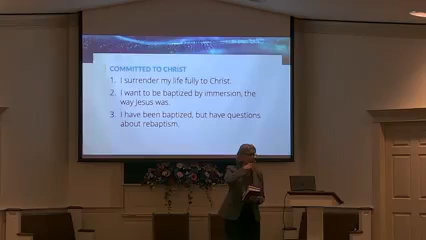 COMMITTED TO CHRIST
1. I surrender my life fully to Christ.
2. I want to be baptized by immersion, the
way Jesus was.
3. I have been baptized, but have questions
about rebaptism.